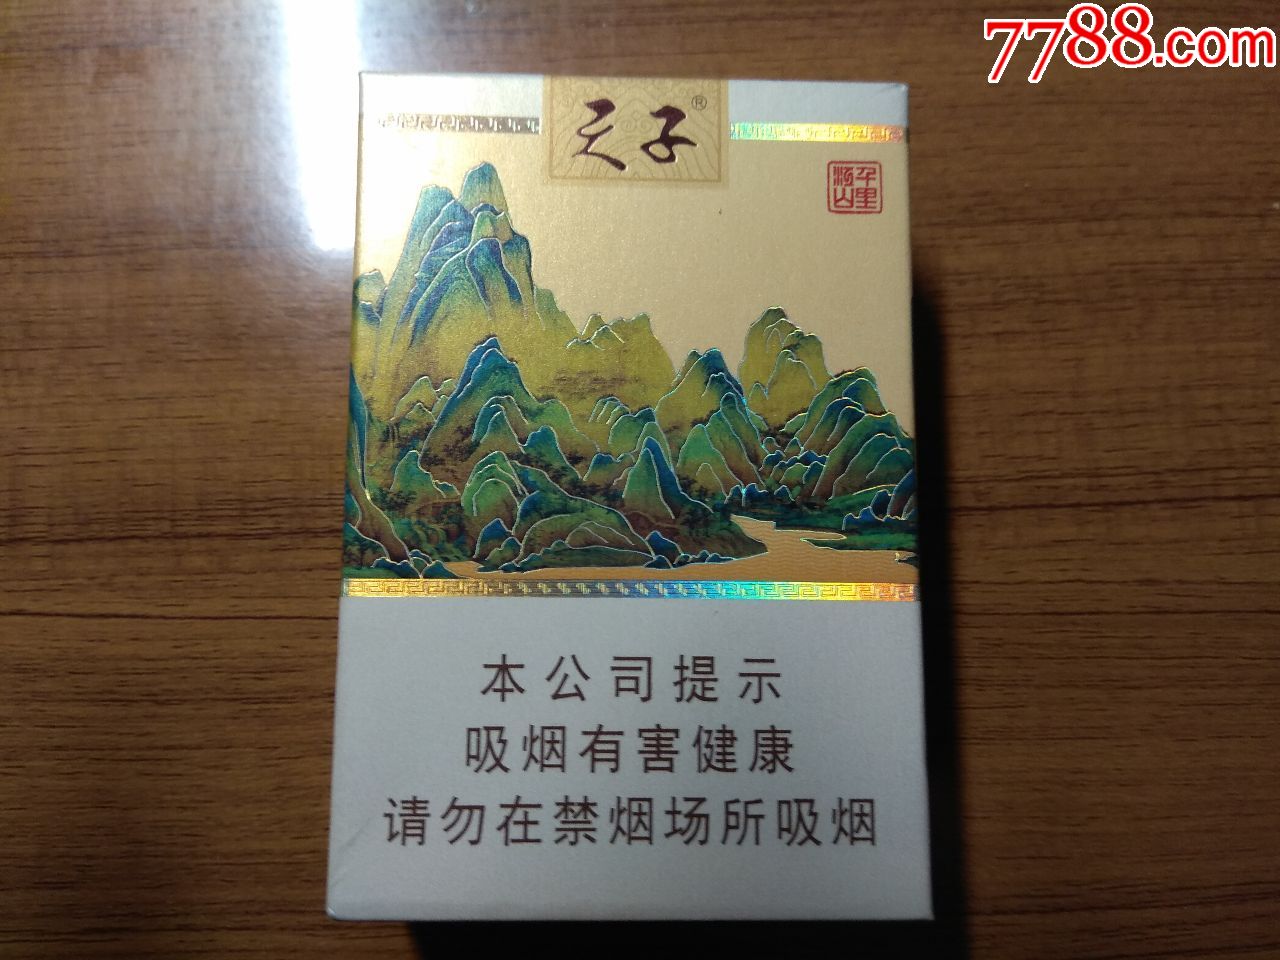 7788.com
天子®
千里江山
本公司提示
吸烟有害健康
请勿在禁烟场所吸烟